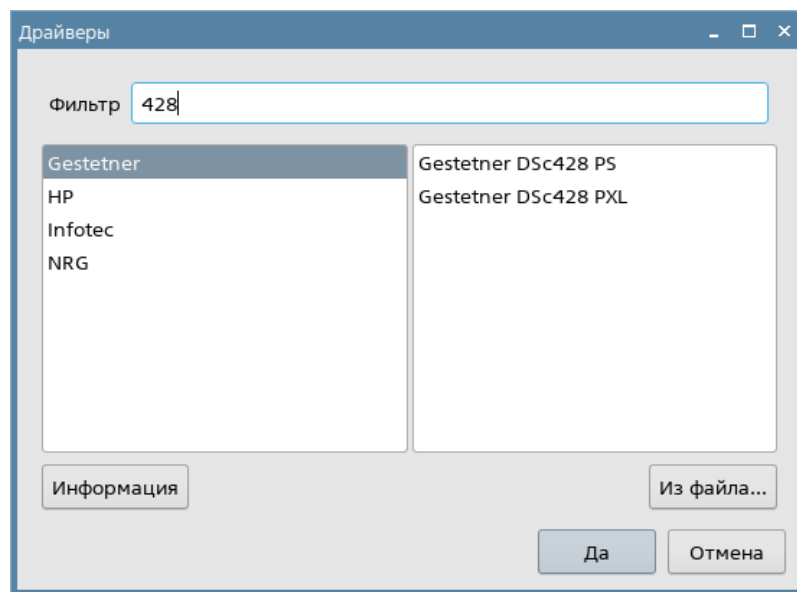 Драйверы
Фильтр 428
Gestetner
HP
Infotec
NRG
Gestetner DSc428 PS
Gestetner DSc428 PXL
Информация
Из файла...
Да
Отмена